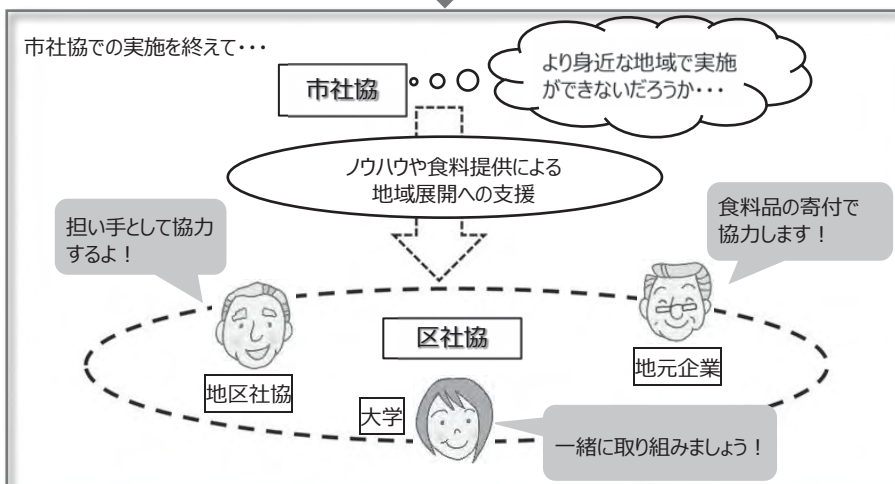 市社協での実施を終えて・・・
市社協
より身近な地域で実施
ができないだろうか・・・
ノウハウや食料提供による
地域展開への支援
担い手として協力
するよ！
食料品の寄付で
協力します！
区社協
地区社協
地元企業
大学
一緒に取り組みましょう！